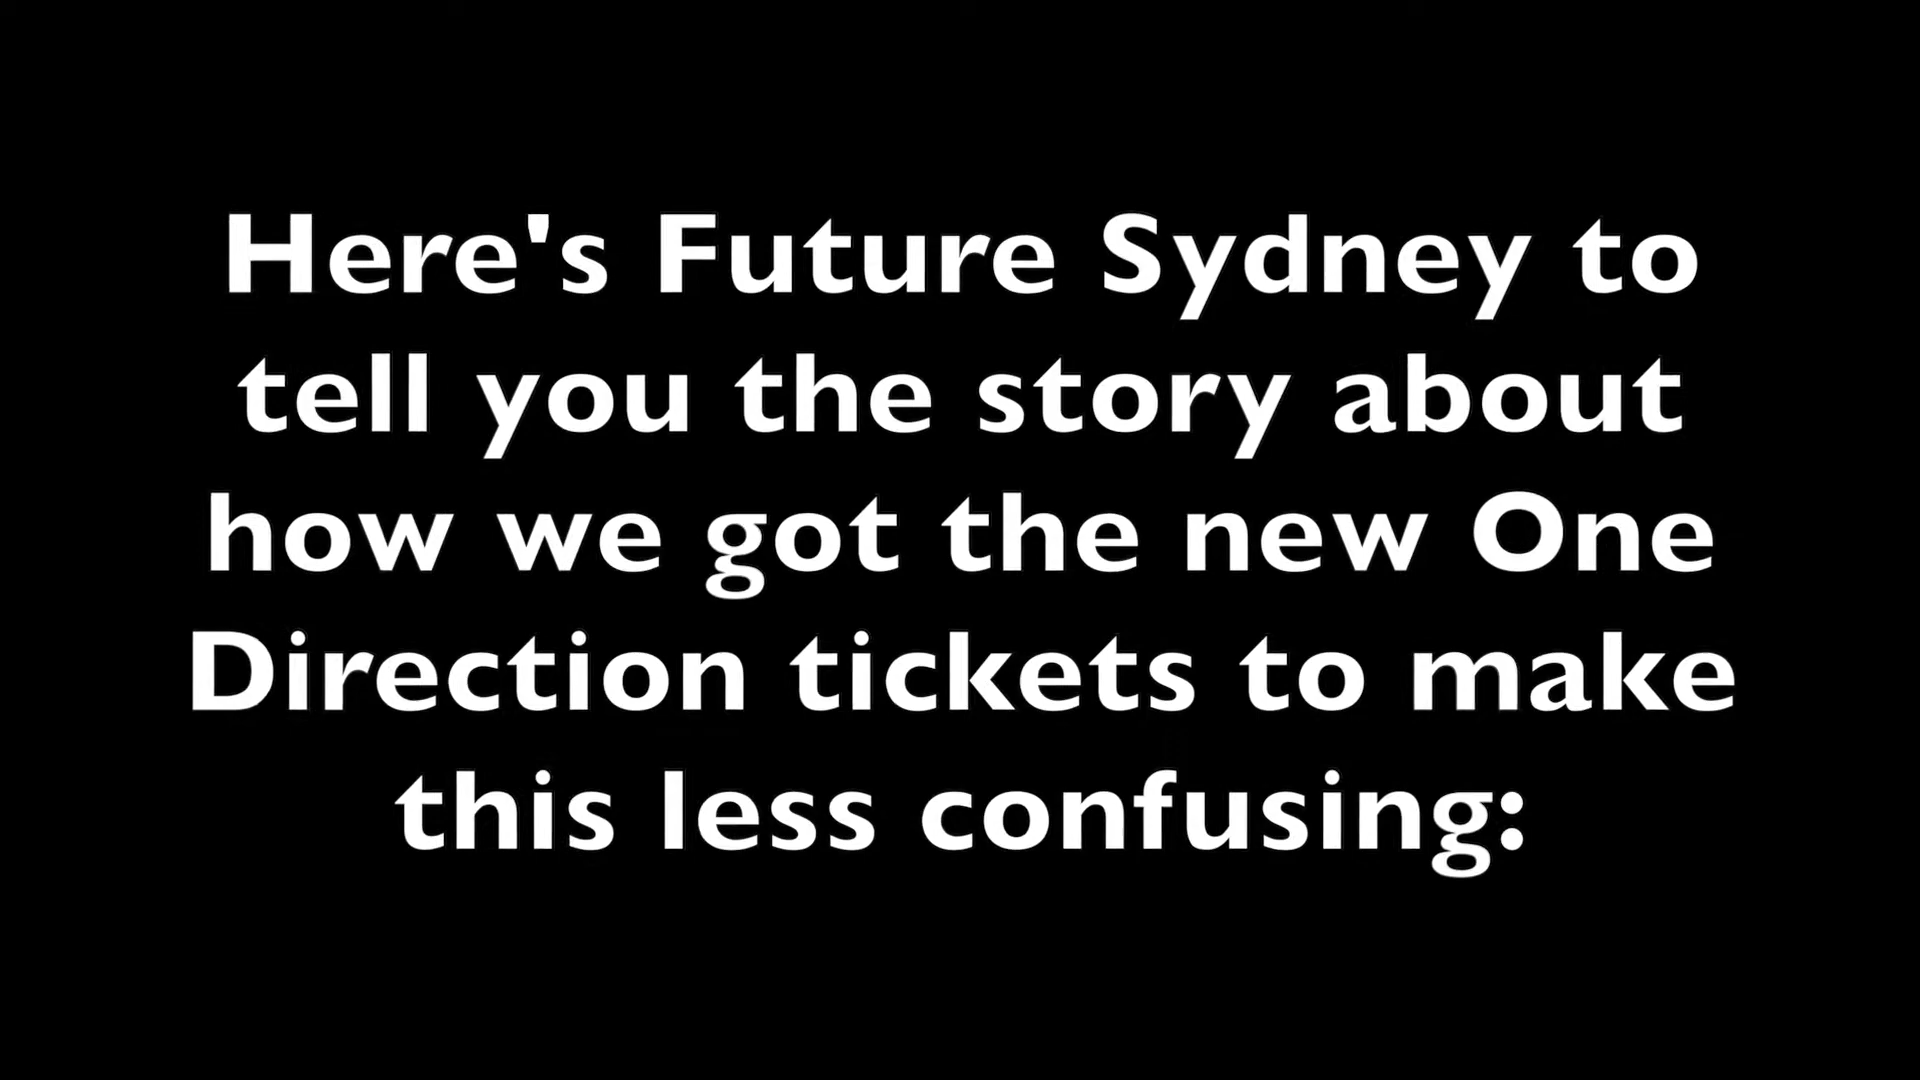 Here's Future Sydney to
tell you the story about
how we got the new One
Direction tickets to make
this less confusing: